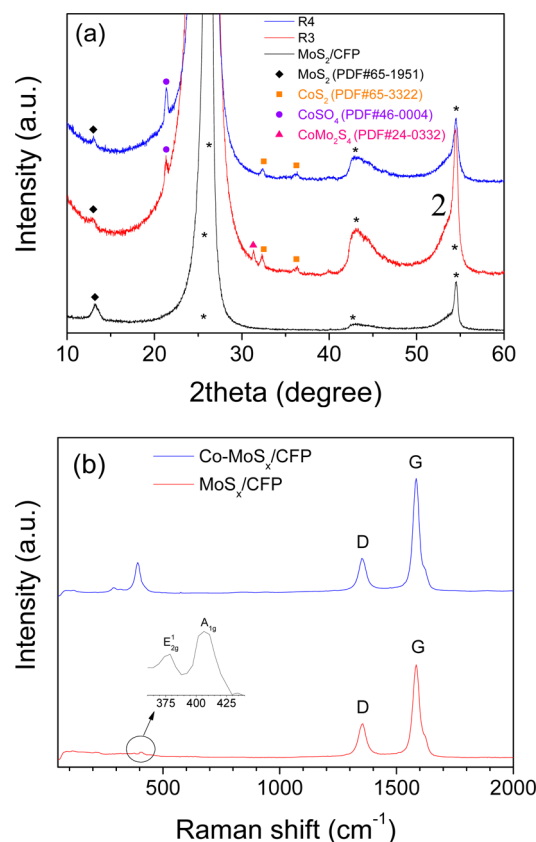 (a)
R4
R3
MoS₂/CFP
MoS₂ (PDF#65-1951)
CoS₂ (PDF#65-3322)
CoSO₄ (PDF#46-0004)
CoMo₂S₄ (PDF#24-0332)
2
Intensity (a.u.)
10 20 30 40 50 60
2theta (degree)
(b)
Co-MoSₓ/CFP
MoSₓ/CFP
G
D
E¹₂g
A₁g
375 400 425
G
D
Intensity (a.u.)
500 1000 1500 2000
Raman shift (cm⁻¹)